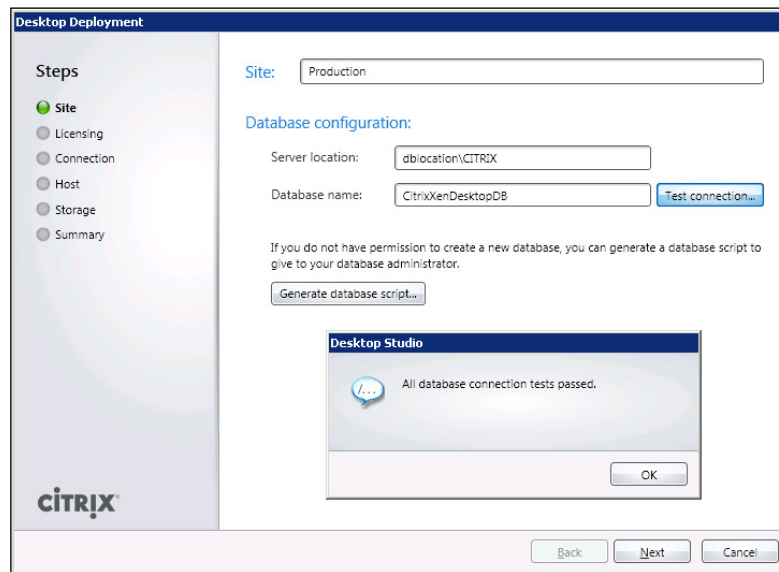 Desktop Deployment
Steps
Site
Licensing
Connection
Host
Storage
Summary
CITRIX
Site: Production
Database configuration:
Server location: dblocation\CITRIX
Database name: CitrixXenDesktopDB Test connection...
If you do not have permission to create a new database, you can generate a database script to
give to your database administrator.
Generate database script...
Desktop Studio
/...
All database connection tests passed.
OK
Back Next Cancel